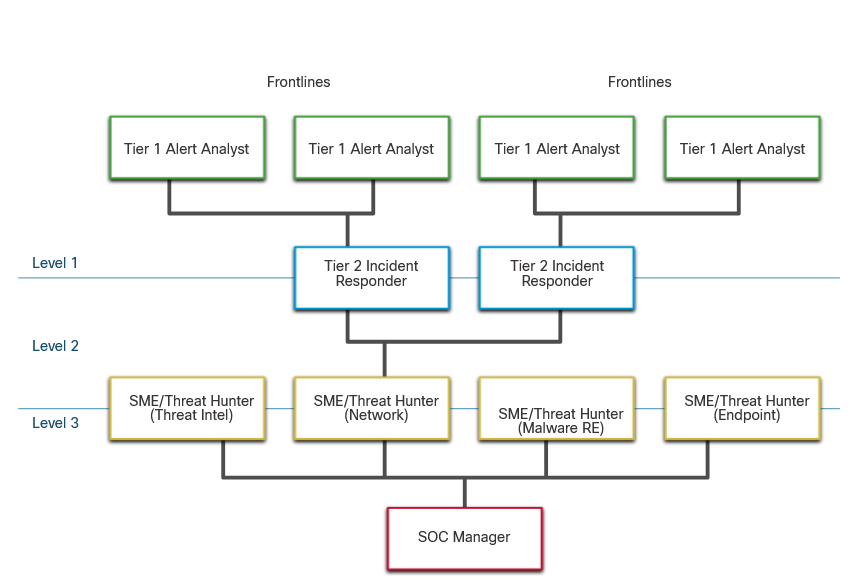 Frontlines
Frontlines
Tier 1 Alert Analyst
Tier 1 Alert Analyst
Tier 1 Alert Analyst
Tier 1 Alert Analyst
Level 1
Tier 2 Incident
Responder
Tier 2 Incident
Responder
Level 2
SME/Threat Hunter
(Threat Intel)
SME/Threat Hunter
(Network)
SME/Threat Hunter
(Malware RE)
SME/Threat Hunter
(Endpoint)
Level 3
SOC Manager